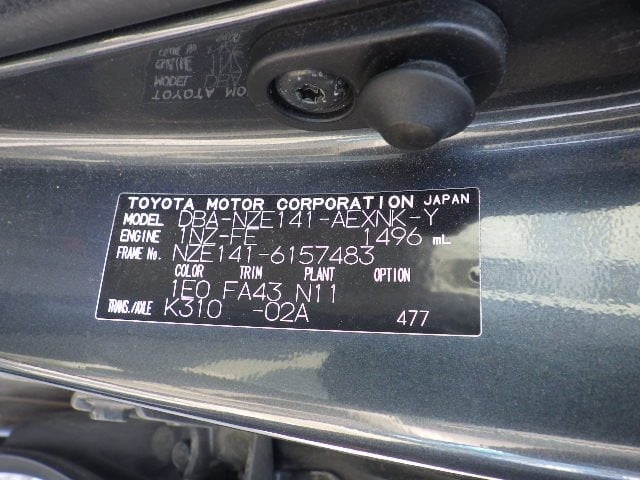 TOYOTA MOTOR CORPORATION JAPAN
MODEL DBA-NZE141-AEXNK-Y
ENGINE 1NZ-FE 1496 mL
FRAME No. NZE141-6157483
COLOR TRIM PLANT OPTION
1E0 FA43 N11
TRANS./AXLE K310 -02A 477